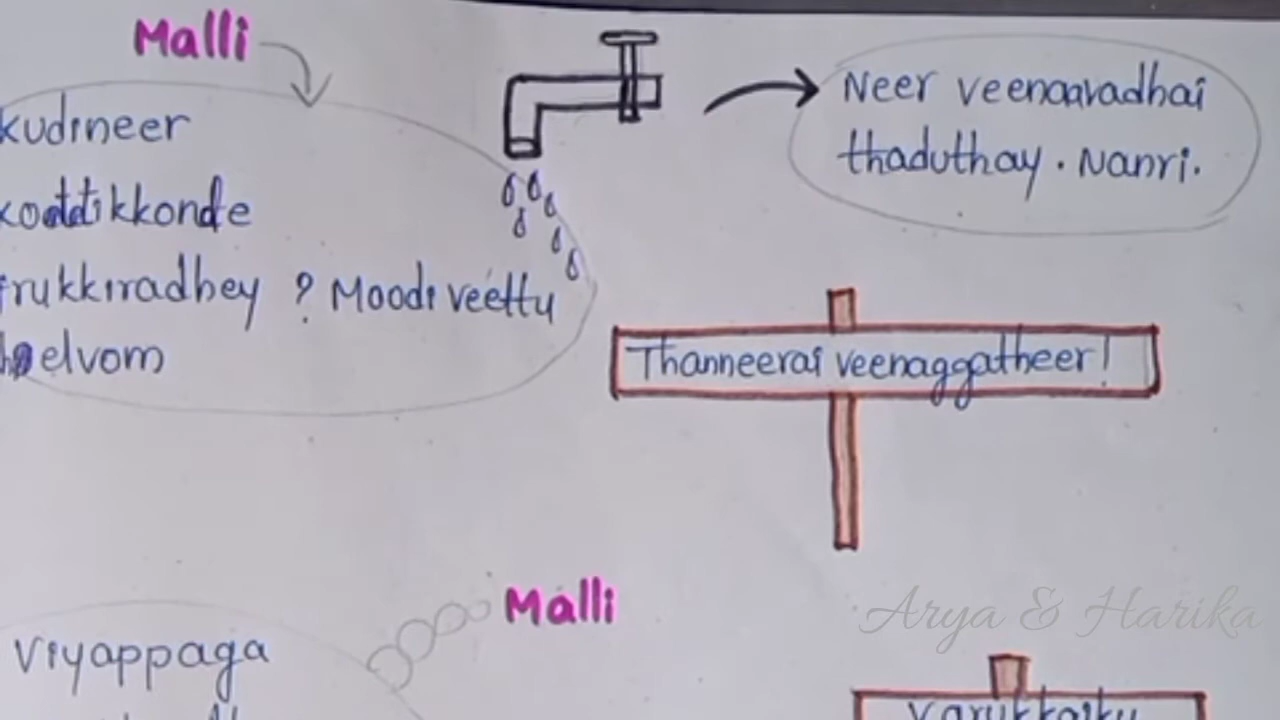 Malli
kudineer
kottikkonde
irukkiradhey ? Moodi veettu
selvom
Neer veenaavadhai
thaduthay . Nanri.
Thanneerai veenaggatheer!
Malli
Arya & Harika
Viyappaga